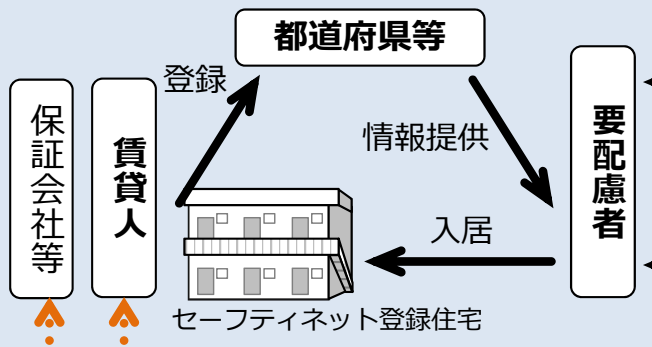 都道府県等
登録
情報提供
保証会社等
賃貸人
要配慮者
入居
セーフティネット登録住宅